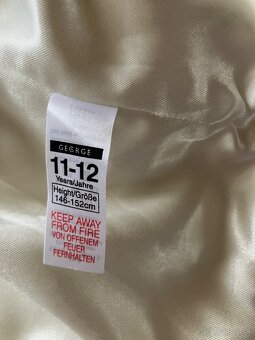 GEORGE
11-12
Years/Jahre
Height/Größe
146-152cm
KEEP AWAY
FROM FIRE
VON OFFENEM
FEUER
FERNHALTEN